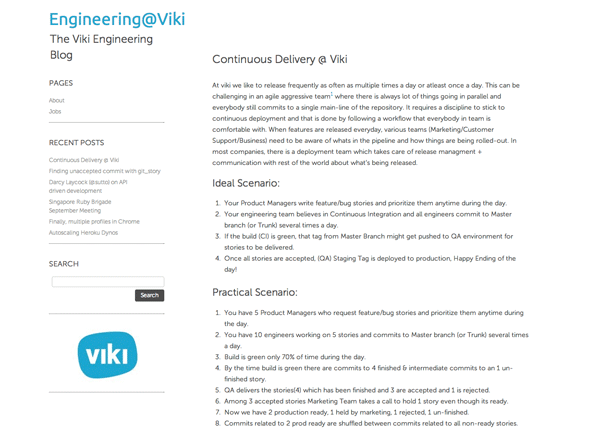 Engineering@Viki
The Viki Engineering
Blog
PAGES
About
Jobs
RECENT POSTS
Continuous Delivery @ Viki
Finding unaccepted commit with git_story
Darcy Laycock (@sutto) on API
driven development
Singapore Ruby Brigade
September Meeting
Finally, multiple profiles in Chrome
Autoscaling Heroku Dynos
SEARCH
Search
viki
Continuous Delivery @ Viki
At viki we like to release frequently as often as multiple times a day or atleast once a day. This can be
challenging in an agile aggressive team1 where there is always lot of things going in parallel and
everybody still commits to a single main-line of the repository. It requires a discipline to stick to
continuous deployment and that is done by following a workflow that everybody in team is
comfortable with. When features are released everyday, various teams (Marketing/Customer
Support/Business) need to be aware of whats in the pipeline and how things are being rolled-out. In
most companies, there is a deployment team which takes care of release managment +
communication with rest of the world about what's being released.
Ideal Scenario:
1. Your Product Managers write feature/bug stories and prioritize them anytime during the day.
2. Your engineering team believes in Continuous Integration and all engineers commit to Master
branch (or Trunk) several times a day.
3. If the build (CI) is green, that tag from Master Branch might get pushed to QA environment for
stories to be delivered.
4. Once all stories are accepted, (QA) Staging Tag is deployed to production, Happy Ending of the
day!
Practical Scenario:
1. You have 5 Product Managers who request feature/bug stories and prioritize them anytime during
the day.
2. You have 10 engineers working on 5 stories and commits to Master branch (or Trunk) several times
a day.
3. Build is green only 70% of time during the day.
4. By the time build is green there are commits to 4 finished & intermediate commits to an 1 un-
finished story.
5. QA delivers the stories(4) which has been finished and 3 are accepted and 1 is rejected.
6. Among 3 accepted stories Marketing Team takes a call to hold 1 story even though its ready.
7. Now we have 2 production ready, 1 held by marketing, 1 rejected, 1 un-finished.
8. Commits related to 2 prod ready are shuffled between commits related to all non-ready stories.